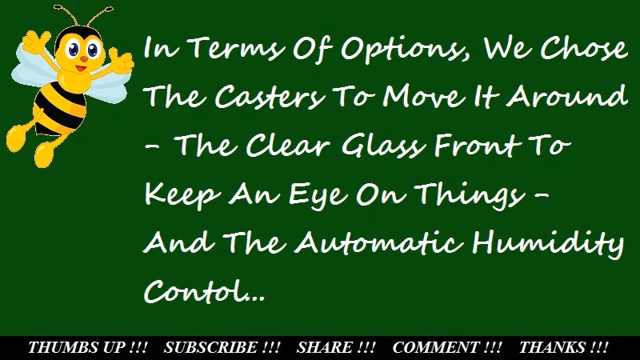 In Terms Of Options, We Chose
The Casters To Move It Around
- The Clear Glass Front To
Keep An Eye On Things -
And The Automatic Humidity
Contol...
THUMBS UP !!! SUBSCRIBE !!! SHARE !!! COMMENT !!! THANKS !!!